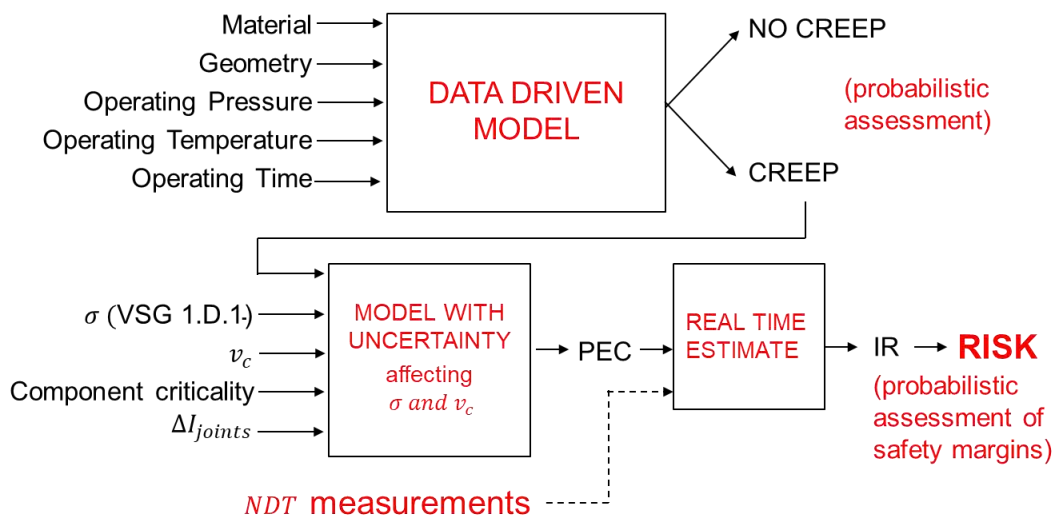 Material
Geometry
Operating Pressure
Operating Temperature
Operating Time
DATA DRIVEN
MODEL
NO CREEP
(probabilistic
assessment)
CREEP
σ (VSG 1.D.1.)
v_c
Component criticality
ΔI_joints
MODEL WITH
UNCERTAINTY
affecting
σ and v_c
PEC
REAL TIME
ESTIMATE
IR
RISK
(probabilistic
assessment of
safety margins)
NDT measurements